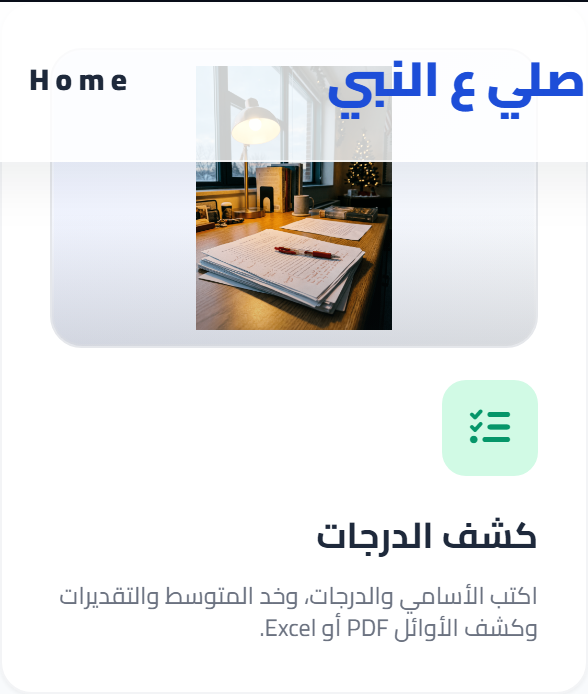 Home
صلي ع النبي
كشف الدرجات
اكتب الأسامي والدرجات، وخد المتوسط والتقديرات
وكشف الأوائل PDF أو Excel.